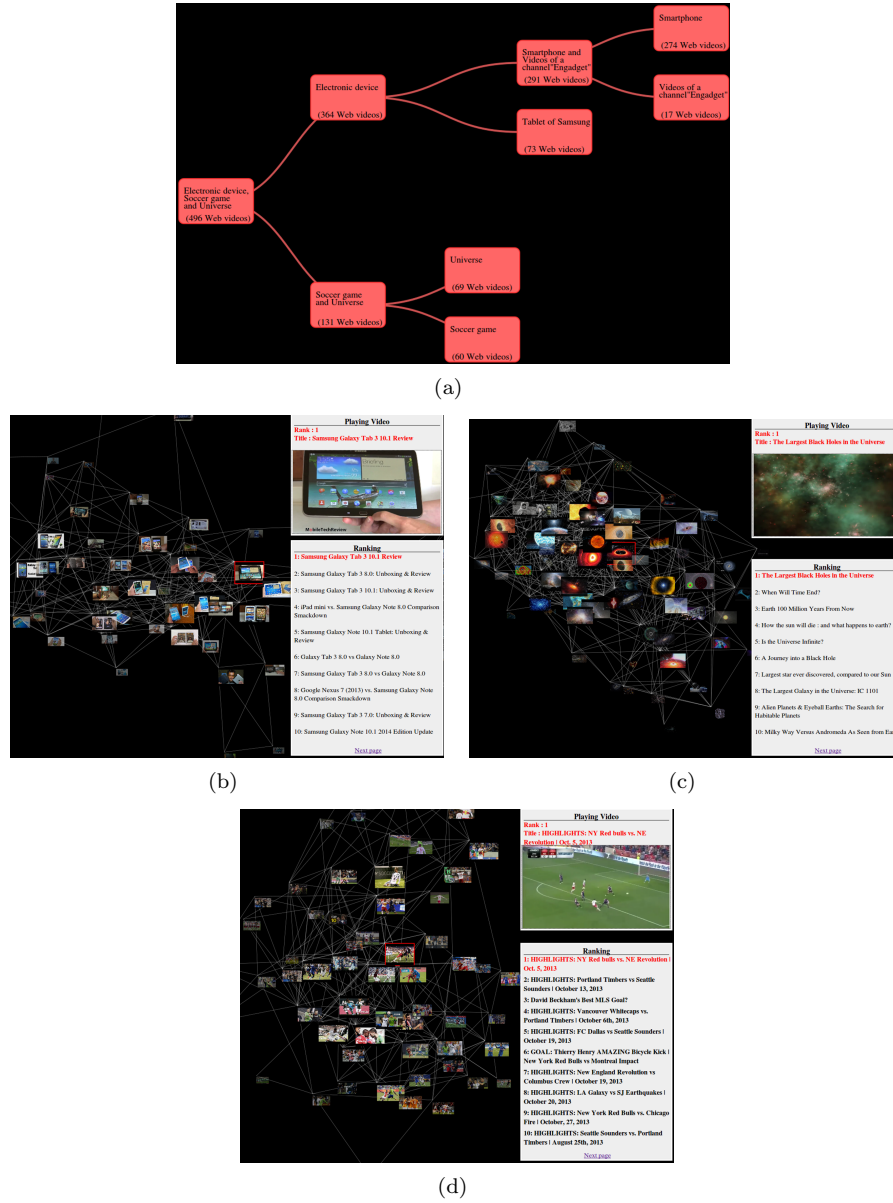 Smartphone
(274 Web videos)
Smartphone and
Videos of a
channel"Engadget"
(291 Web videos)
Electronic device
(364 Web videos)
Videos of a
channel"Engadget"
(17 Web videos)
Tablet of Samsung
(73 Web videos)
Electronic device,
Soccer game
and Universe
(496 Web videos)
Universe
(69 Web videos)
Soccer game
and Universe
(131 Web videos)
Soccer game
(60 Web videos)
(a)
Playing Video
Rank : 1
Title : Samsung Galaxy Tab 3 10.1 Review
MobileTechReview
Ranking
1: Samsung Galaxy Tab 3 10.1 Review
2: Samsung Galaxy Tab 3 8.0: Unboxing & Review
3: Samsung Galaxy Tab 3 10.1: Unboxing & Review
4: iPad mini vs. Samsung Galaxy Note 8.0 Comparison
Smackdown
5: Samsung Galaxy Note 10.1 Tablet: Unboxing &
Review
6: Galaxy Tab 3 8.0 vs Galaxy Note 8.0
7: Samsung Galaxy Tab 3 8.0 vs Galaxy Note 8.0
8: Google Nexus 7 (2013) vs. Samsung Galaxy Note
8.0 Comparison Smackdown
9: Samsung Galaxy Tab 3 7.0: Unboxing & Review
10: Samsung Galaxy Note 10.1 2014 Edition Update
Next page
(b)
Playing Video
Rank : 1
Title : The Largest Black Holes in the Universe
Ranking
1: The Largest Black Holes in the Universe
2: When Will Time End?
3: Earth 100 Million Years From Now
4: How the sun will die : and what happens to earth?
5: Is the Universe Infinite?
6: A Journey into a Black Hole
7: Largest star ever discovered, compared to our Sun
8: The Largest Galaxy in the Universe: IC 1101
9: Alien Planets & Eyeball Earths: The Search for
Habitable Planets
10: Milky Way Versus Andromeda As Seen from Ea
Next page
(c)
Playing Video
Rank : 1
Title : HIGHLIGHTS: NY Red bulls vs. NE
Revolution | Oct. 5, 2013
Ranking
1: HIGHLIGHTS: NY Red bulls vs. NE Revolution |
Oct. 5, 2013
2: HIGHLIGHTS: Portland Timbers vs Seattle
Sounders | October 13, 2013
3: David Beckham's Best MLS Goal?
4: HIGHLIGHTS: Vancouver Whitecaps vs.
Portland Timbers | October 6th, 2013
5: HIGHLIGHTS: FC Dallas vs Seattle Sounders |
October 19, 2013
6: GOAL: Thierry Henry AMAZING Bicycle Kick |
New York Red Bulls vs Montreal Impact
7: HIGHLIGHTS: New England Revolution vs
Columbus Crew | October 19, 2013
8: HIGHLIGHTS: LA Galaxy vs SJ Earthquakes |
October 20, 2013
9: HIGHLIGHTS: New York Red Bulls vs. Chicago
Fire | October, 27, 2013
10: HIGHLIGHTS: Seattle Sounders vs. Portland
Timbers | August 25th, 2013
Next page
(d)